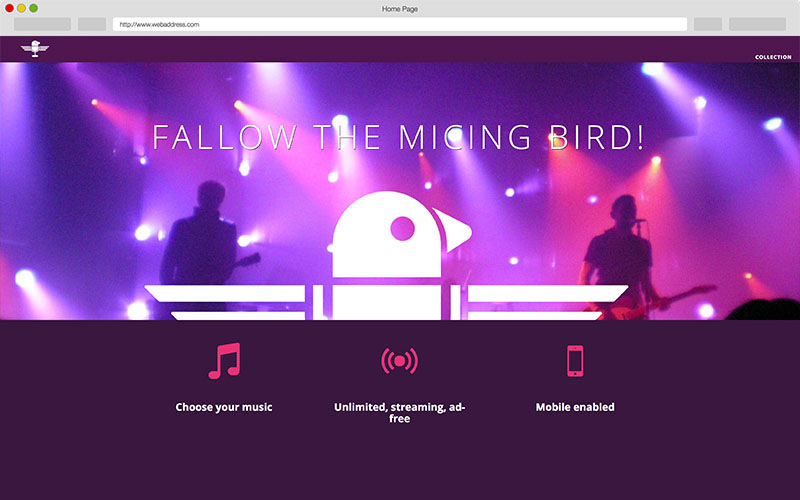 Home Page
http://www.webaddress.com
COLLECTION
FALLOW THE MICING BIRD!
Choose your music
Unlimited, streaming, ad-
free
Mobile enabled